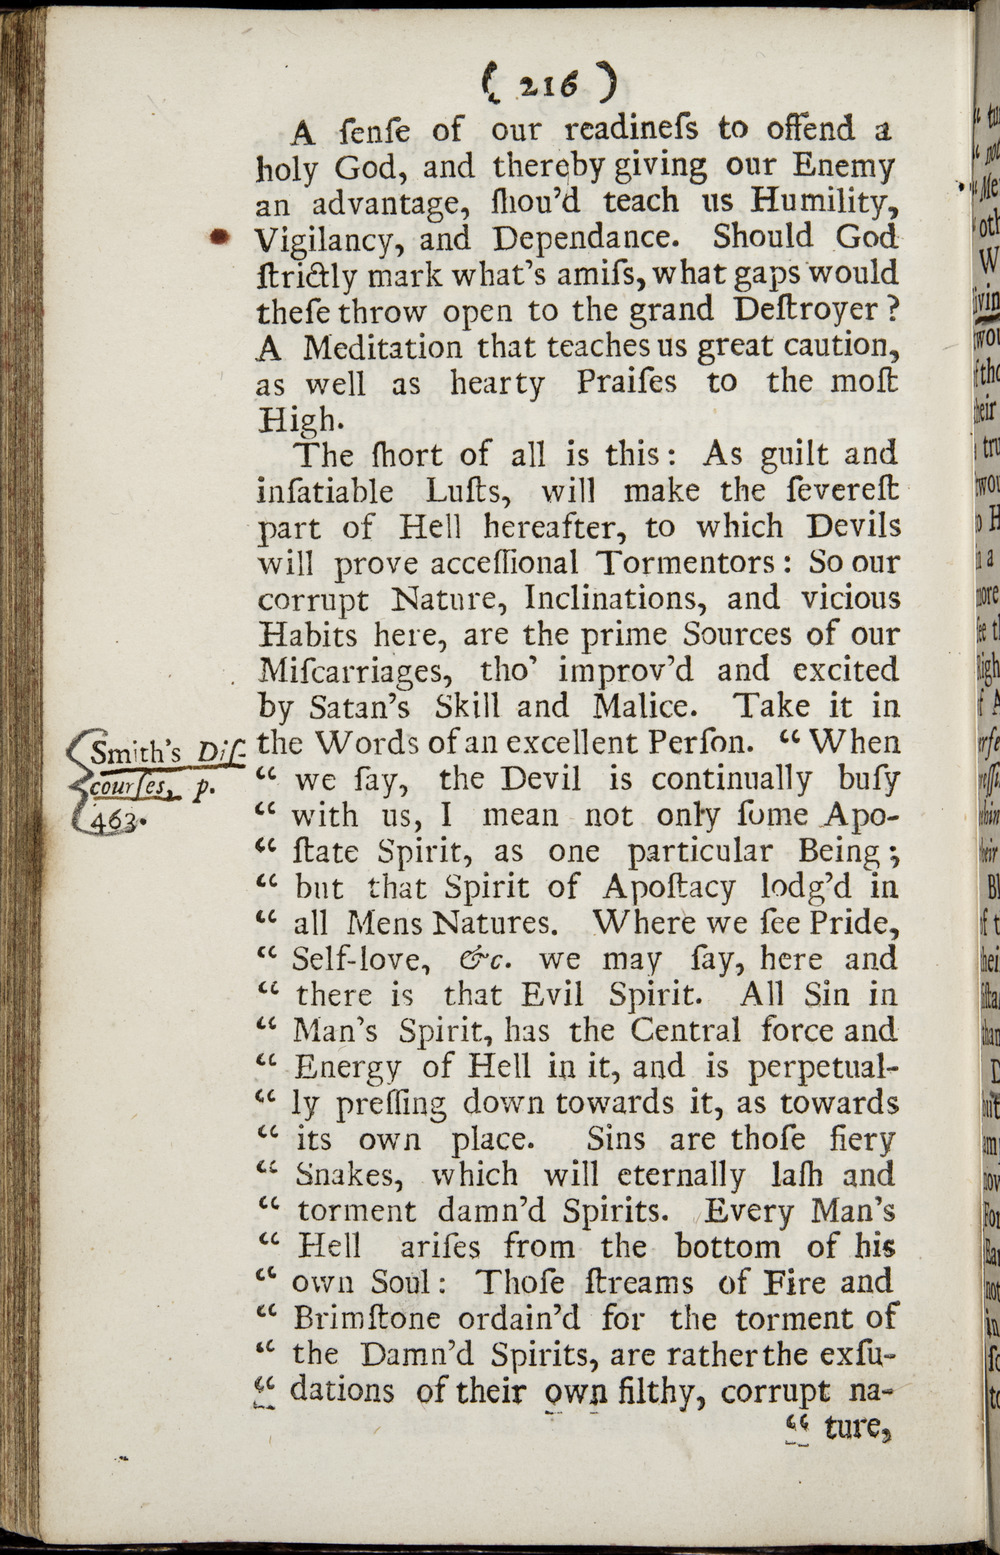 ( 216 )
A ſenſe of our readineſs to offend a
holy God, and thereby giving our Enemy
an advantage, ſhou’d teach us Humility,
Vigilancy, and Dependance. Should God
ſtrictly mark what’s amiſs, what gaps would
theſe throw open to the grand Deſtroyer ?
A Meditation that teaches us great caution,
as well as hearty Praiſes to the moſt
High.
The ſhort of all is this: As guilt and
inſatiable Luſts, will make the ſevereſt
part of Hell hereafter, to which Devils
will prove acceſſional Tormentors : So our
corrupt Nature, Inclinations, and vicious
Habits here, are the prime Sources of our
Miſcarriages, tho’ improv’d and excited
by Satan’s Skill and Malice. Take it in
the Words of an excellent Perſon. “ When
“ we ſay, the Devil is continually buſy
“ with us, I mean not only ſome Apo-
“ ſtate Spirit, as one particular Being ;
“ but that Spirit of Apoſtacy lodg’d in
“ all Mens Natures. Where we ſee Pride,
“ Self-love, &c. we may ſay, here and
“ there is that Evil Spirit. All Sin in
“ Man’s Spirit, has the Central force and
“ Energy of Hell in it, and is perpetual-
“ ly preſſing down towards it, as towards
“ its own place. Sins are thoſe fiery
“ Snakes, which will eternally laſh and
“ torment damn’d Spirits. Every Man’s
“ Hell ariſes from the bottom of his
“ own Soul : Thoſe ſtreams of Fire and
“ Brimſtone ordain’d for the torment of
“ the Damn’d Spirits, are rather the exſu-
“ dations of their own filthy, corrupt na-
“ ture,
Smith’s Diſ-
courſes, p.
463.